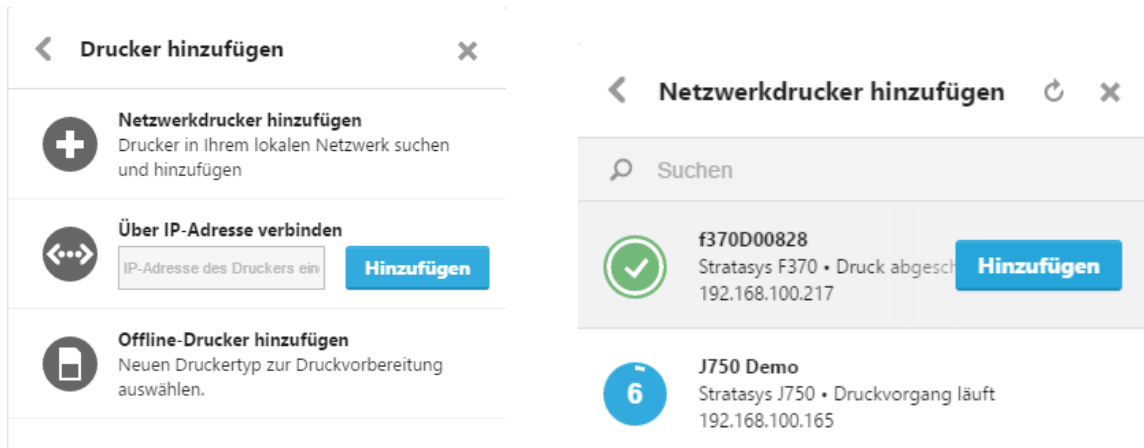 Drucker hinzufügen
Netzwerkdrucker hinzufügen
Drucker in Ihrem lokalen Netzwerk suchen
und hinzufügen
Über IP-Adresse verbinden
IP-Adresse des Druckers ein
Hinzufügen
Offline-Drucker hinzufügen
Neuen Druckertyp zur Druckvorbereitung
auswählen.
Netzwerkdrucker hinzufügen
Suchen
f370D00828
Stratasys F370 • Druck abgesch
Hinzufügen
192.168.100.217
6
J750 Demo
Stratasys J750 • Druckvorgang läuft
192.168.100.165